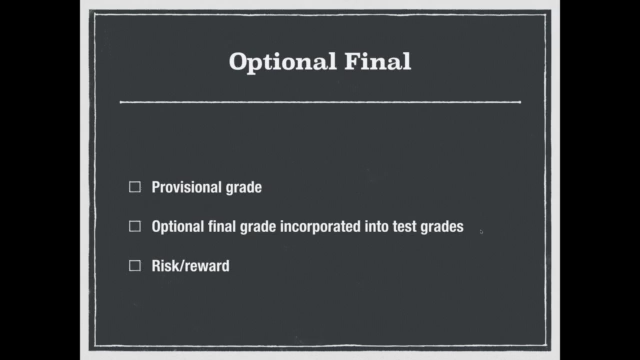 Optional Final
Provisional grade
Optional final grade incorporated into test grades
Risk/reward